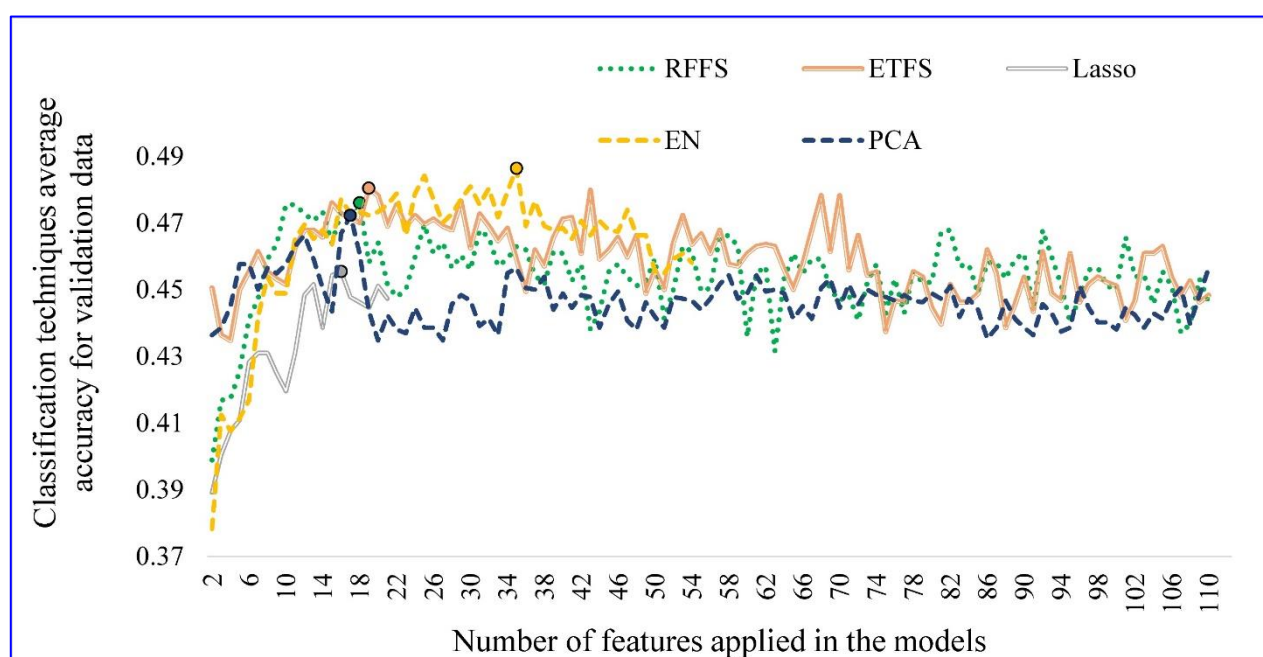 RFFS ETFS Lasso
EN PCA
Classification techniques average
accuracy for validation data
0.49
0.47
0.45
0.43
0.41
0.39
0.37
2 6 10 14 18 22 26 30 34 38 42 46 50 54 58 62 66 70 74 78 82 86 90 94 98 102 106 110
Number of features applied in the models